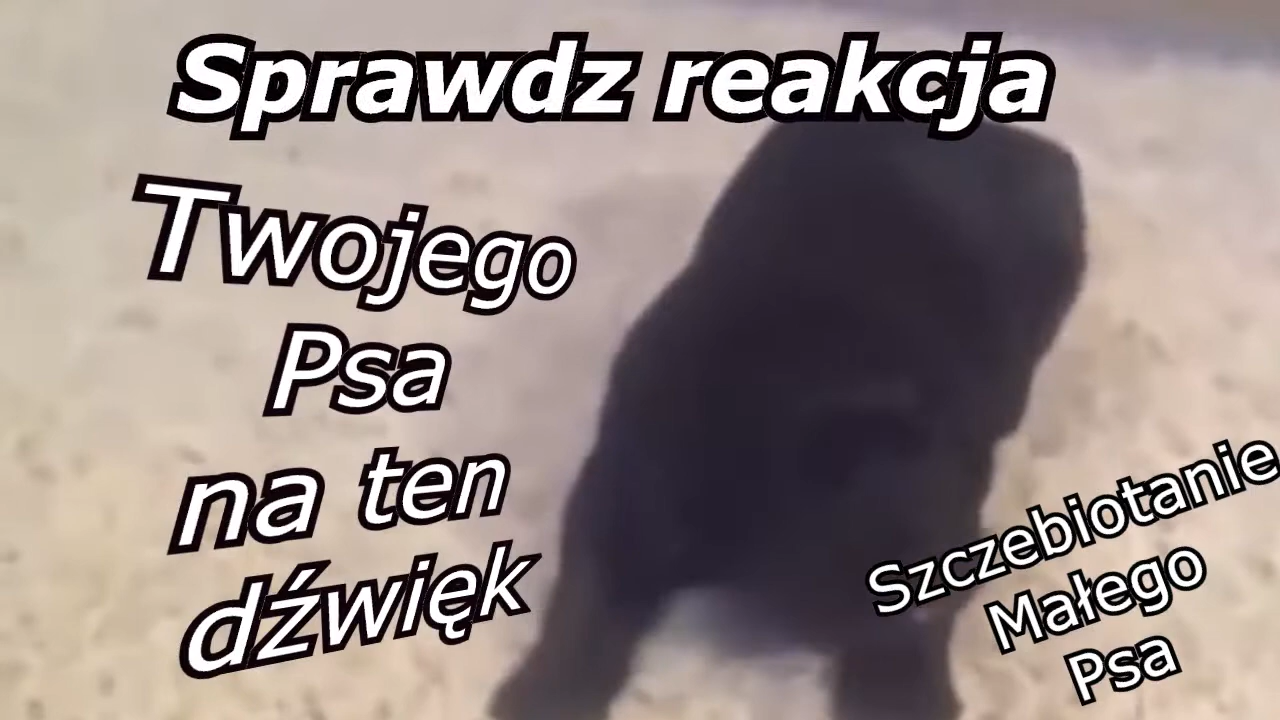 Sprawdz reakcja
Twojego
Psa
na ten
dźwięk
Szczebiotanie
Małego
Psa